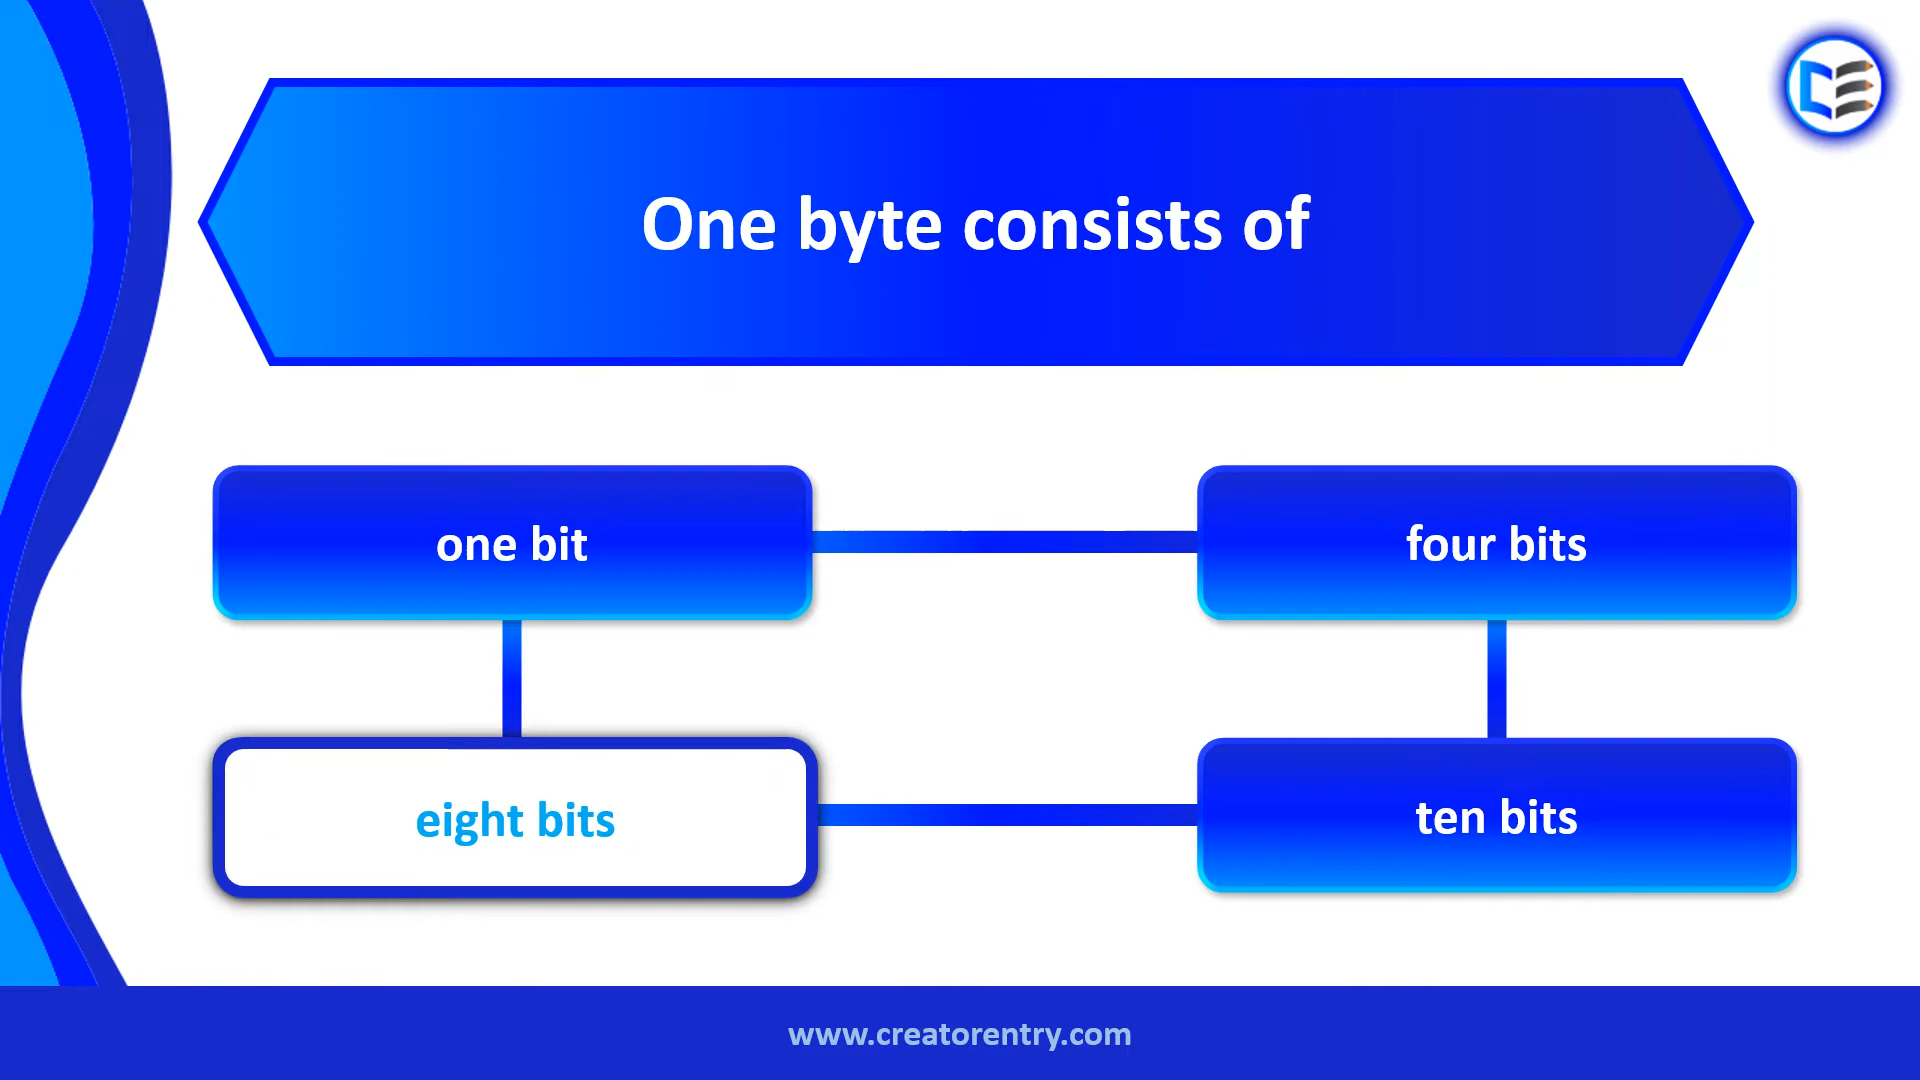 One byte consists of
one bit
four bits
eight bits
ten bits
www.creatorentry.com